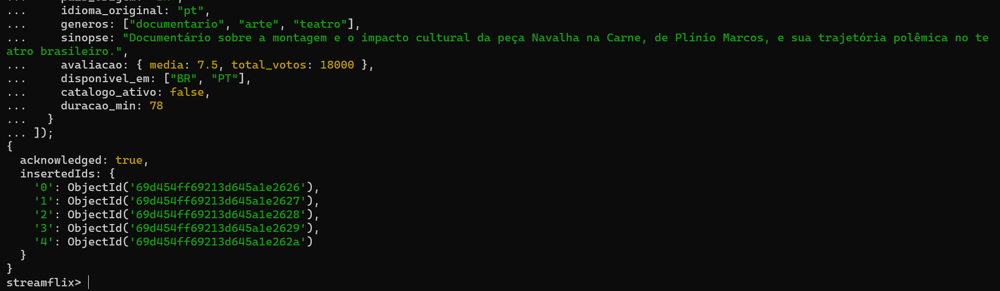 ...     idioma_original: "pt",
...     generos: ["documentario", "arte", "teatro"],
...     sinopse: "Documentário sobre a montagem e o impacto cultural da peça Navalha na Carne, de Plínio Marcos, e sua trajetória polêmica no te
atro brasileiro.",
...     avaliacao: { media: 7.5, total_votos: 18000 },
...     disponivel_em: ["BR", "PT"],
...     catalogo_ativo: false,
...     duracao_min: 78
...   }
... ]);
{
  acknowledged: true,
  insertedIds: {
    '0': ObjectId('69d454ff69213d645a1e2626'),
    '1': ObjectId('69d454ff69213d645a1e2627'),
    '2': ObjectId('69d454ff69213d645a1e2628'),
    '3': ObjectId('69d454ff69213d645a1e2629'),
    '4': ObjectId('69d454ff69213d645a1e262a')
  }
}
streamflix>